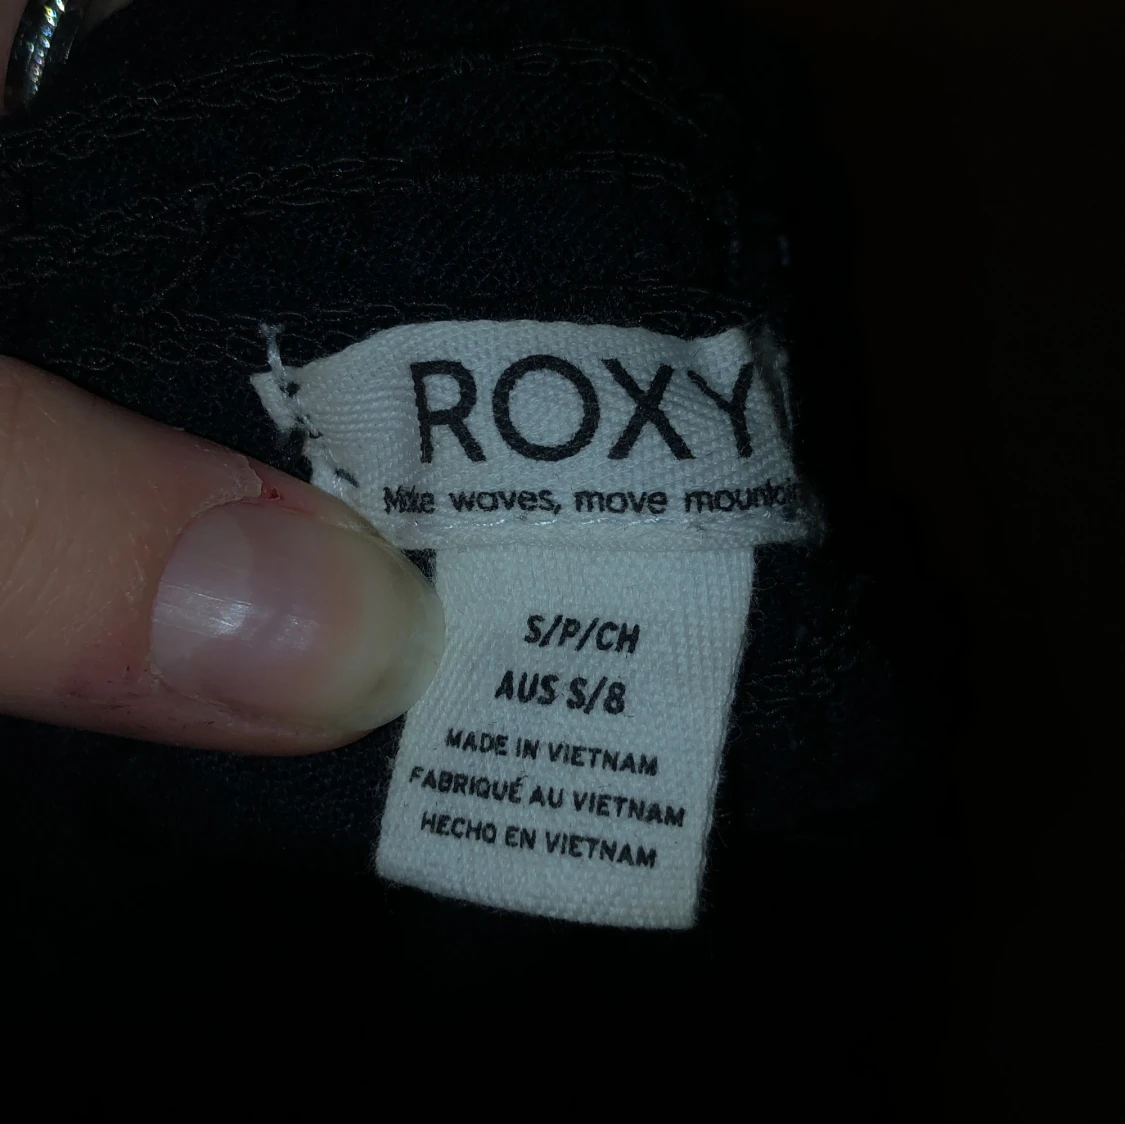 ROXY
Make waves, move
S/P/CH
AUS S/8
MADE IN VIETNAM
FABRIQUÉ AU VIETNAM
HECHO EN VIETNAM